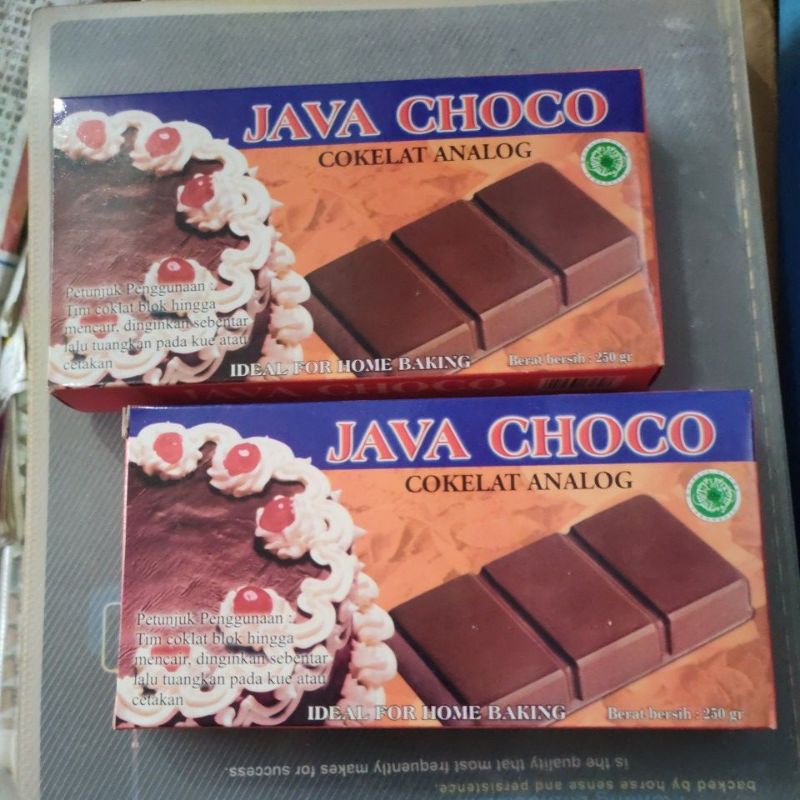 JAVA CHOCO
COKELAT ANALOG
Petunjuk Penggunaan :
Tim coklat blok hingga
mencair, dinginkan sebentar
lalu tuangkan pada kue atau
cetakan
IDEAL FOR HOME BAKING
Berat bersih : 250 gr
JAVA CHOCO
JAVA CHOCO
COKELAT ANALOG
Petunjuk Penggunaan :
Tim coklat blok hingga
mencair, dinginkan sebentar
lalu tuangkan pada kue atau
cetakan
IDEAL FOR HOME BAKING
Berat bersih : 250 gr
is the quality that most frequently makes for success.
backed by horse sense and persistence.